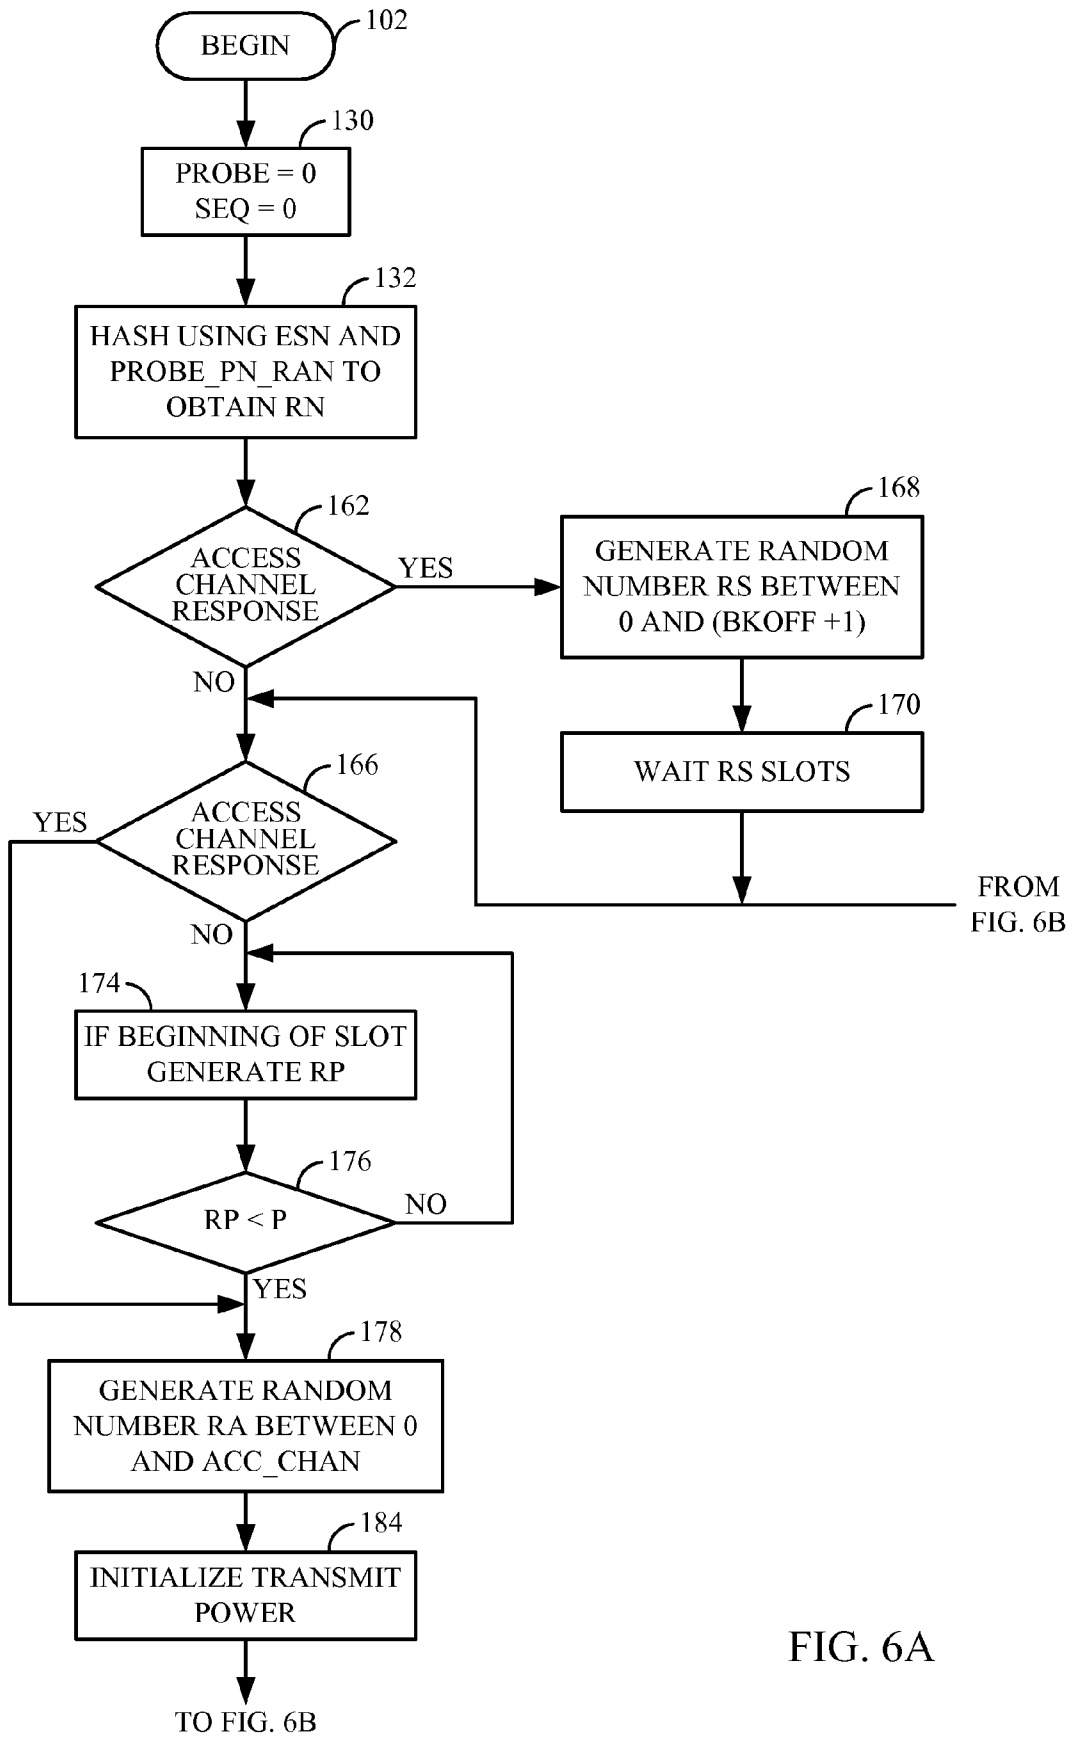 102
BEGIN
130
PROBE = 0
SEQ = 0
132
HASH USING ESN AND
PROBE_PN_RAN TO
OBTAIN RN
162
ACCESS
CHANNEL
RESPONSE
YES
NO
168
GENERATE RANDOM
NUMBER RS BETWEEN
0 AND (BKOFF +1)
170
WAIT RS SLOTS
FROM
FIG. 6B
166
ACCESS
CHANNEL
RESPONSE
YES
NO
174
IF BEGINNING OF SLOT
GENERATE RP
176
RP < P
NO
YES
178
GENERATE RANDOM
NUMBER RA BETWEEN 0
AND ACC_CHAN
184
INITIALIZE TRANSMIT
POWER
TO FIG. 6B
FIG. 6A